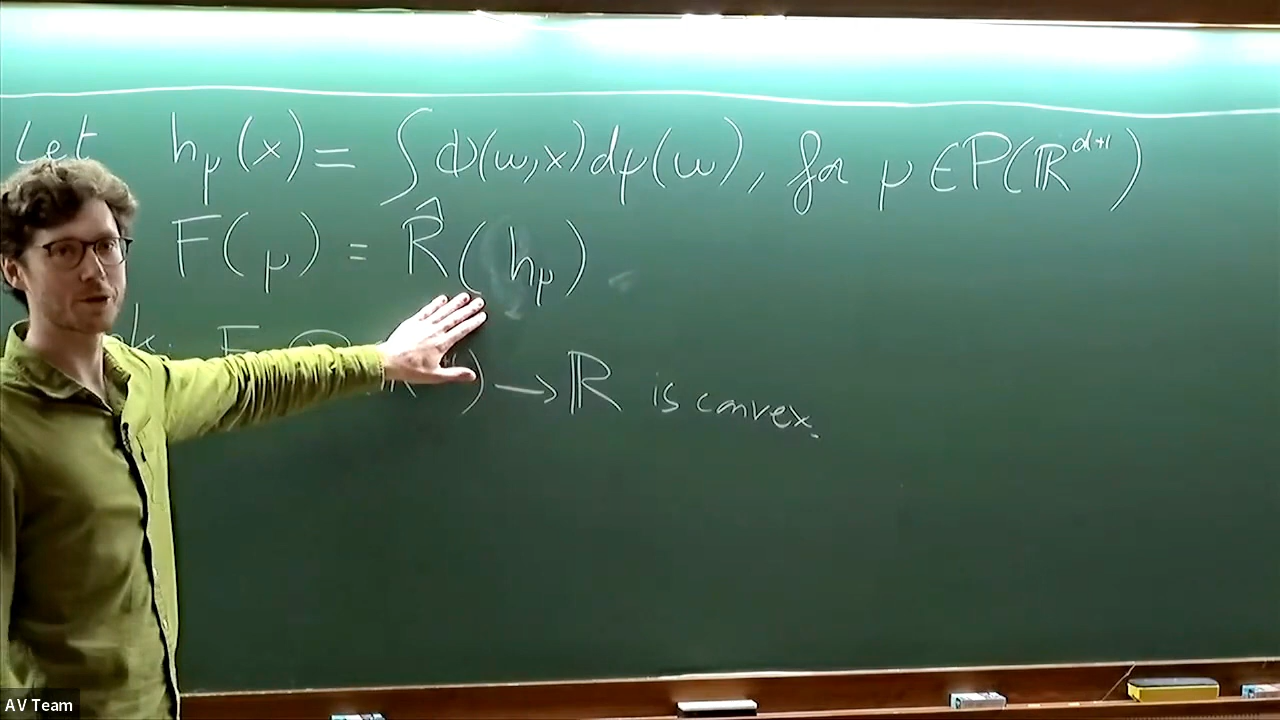 Let h_μ(x) = ∫ Φ(w,x)dμ(w), for μ ∈ P(ℝ^{d+1})
F(μ) = R̂(h_μ)
F ) → ℝ is convex.
AV Team